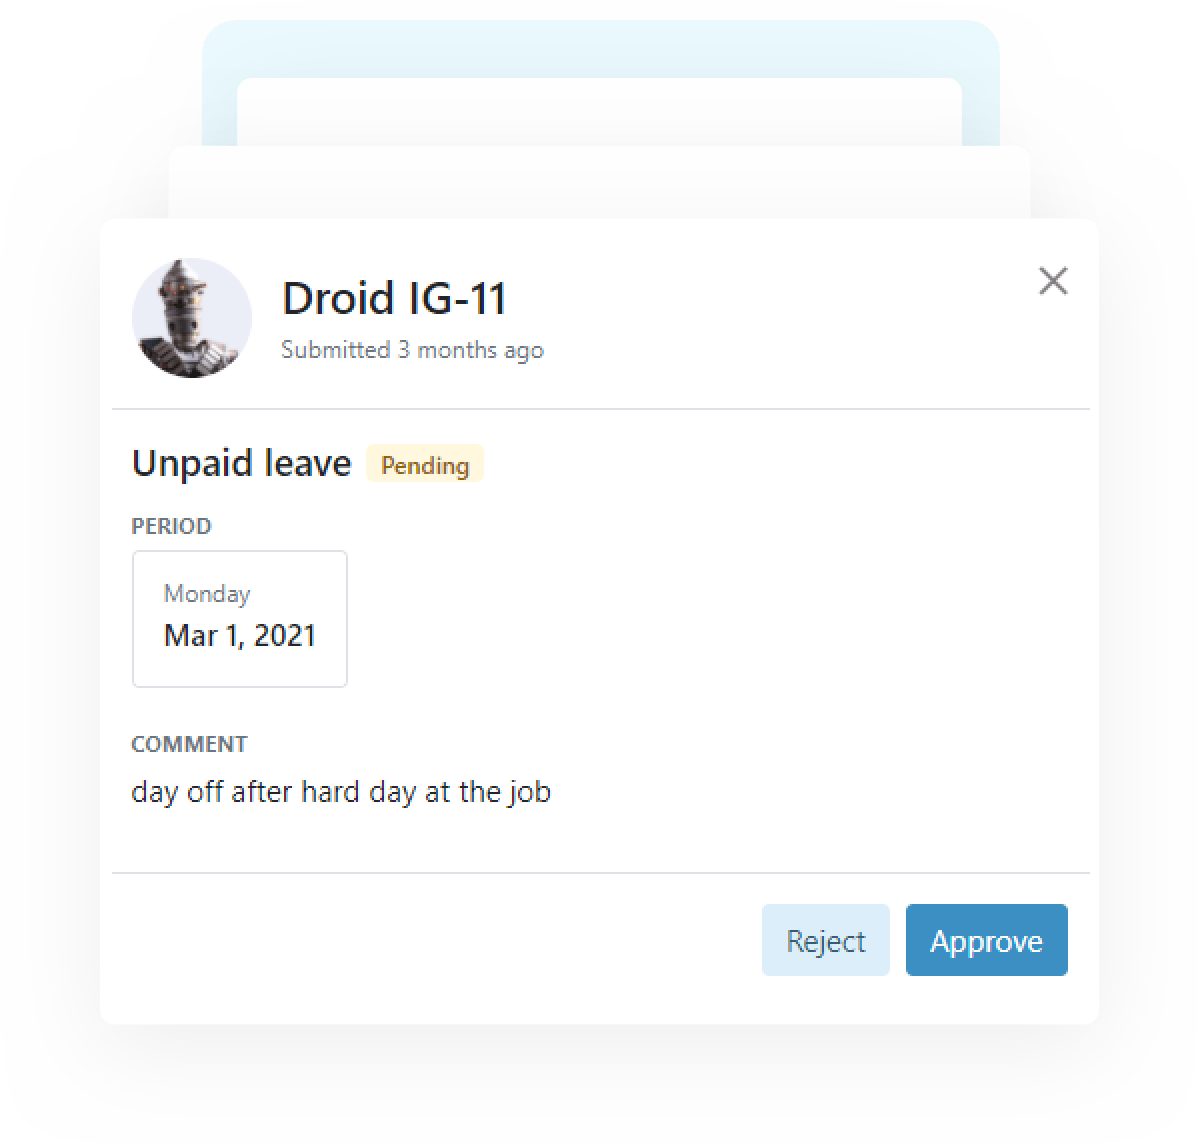 Droid IG-11
Submitted 3 months ago
Unpaid leave Pending
PERIOD
Monday
Mar 1, 2021
COMMENT
day off after hard day at the job
Reject Approve